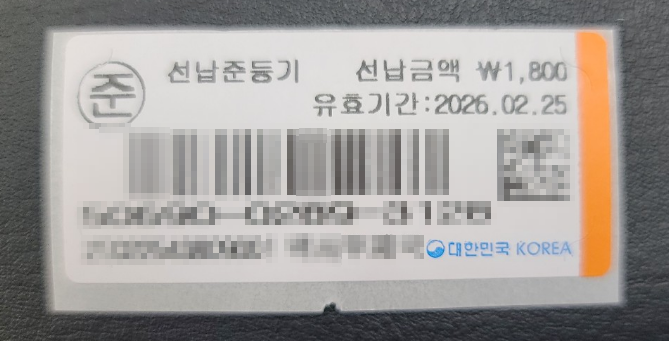 준 선납준등기 선납금액 ₩1,800
유효기간:2026.02.25
대한민국 KOREA